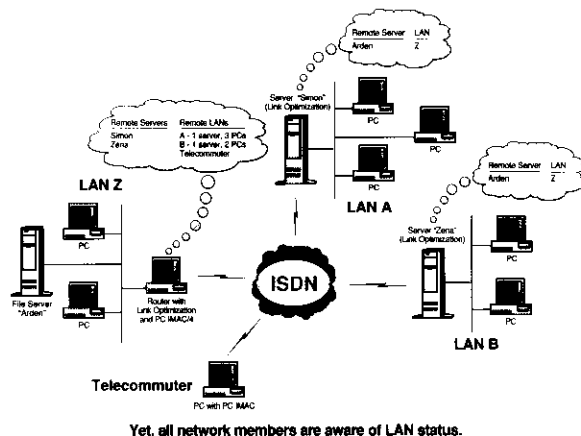 Remote Server LAN
Arden Z
Server "Simon"
(Link Optimization)
PC
PC
PC
LAN A
Remote Servers Remote LANs
Simon A - 1 server, 3 PCs
Zena B - 1 server, 2 PCs
Telecommuter
LAN Z
PC
File Server
"Arden"
PC
Router with
Link Optimization
and PC IMAC/4
ISDN
Remote Server LAN
Arden Z
Server "Zena"
(Link Optimization)
PC
PC
LAN B
Telecommuter
PC with PC IMAC
Yet, all network members are aware of LAN status.